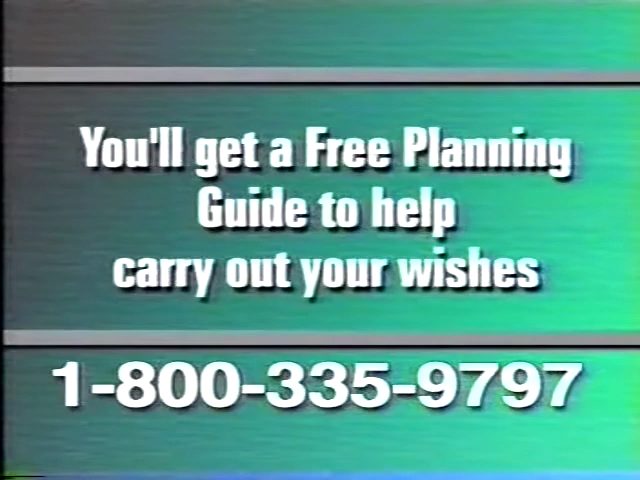 You'll get a Free Planning
Guide to help
carry out your wishes
1-800-335-9797